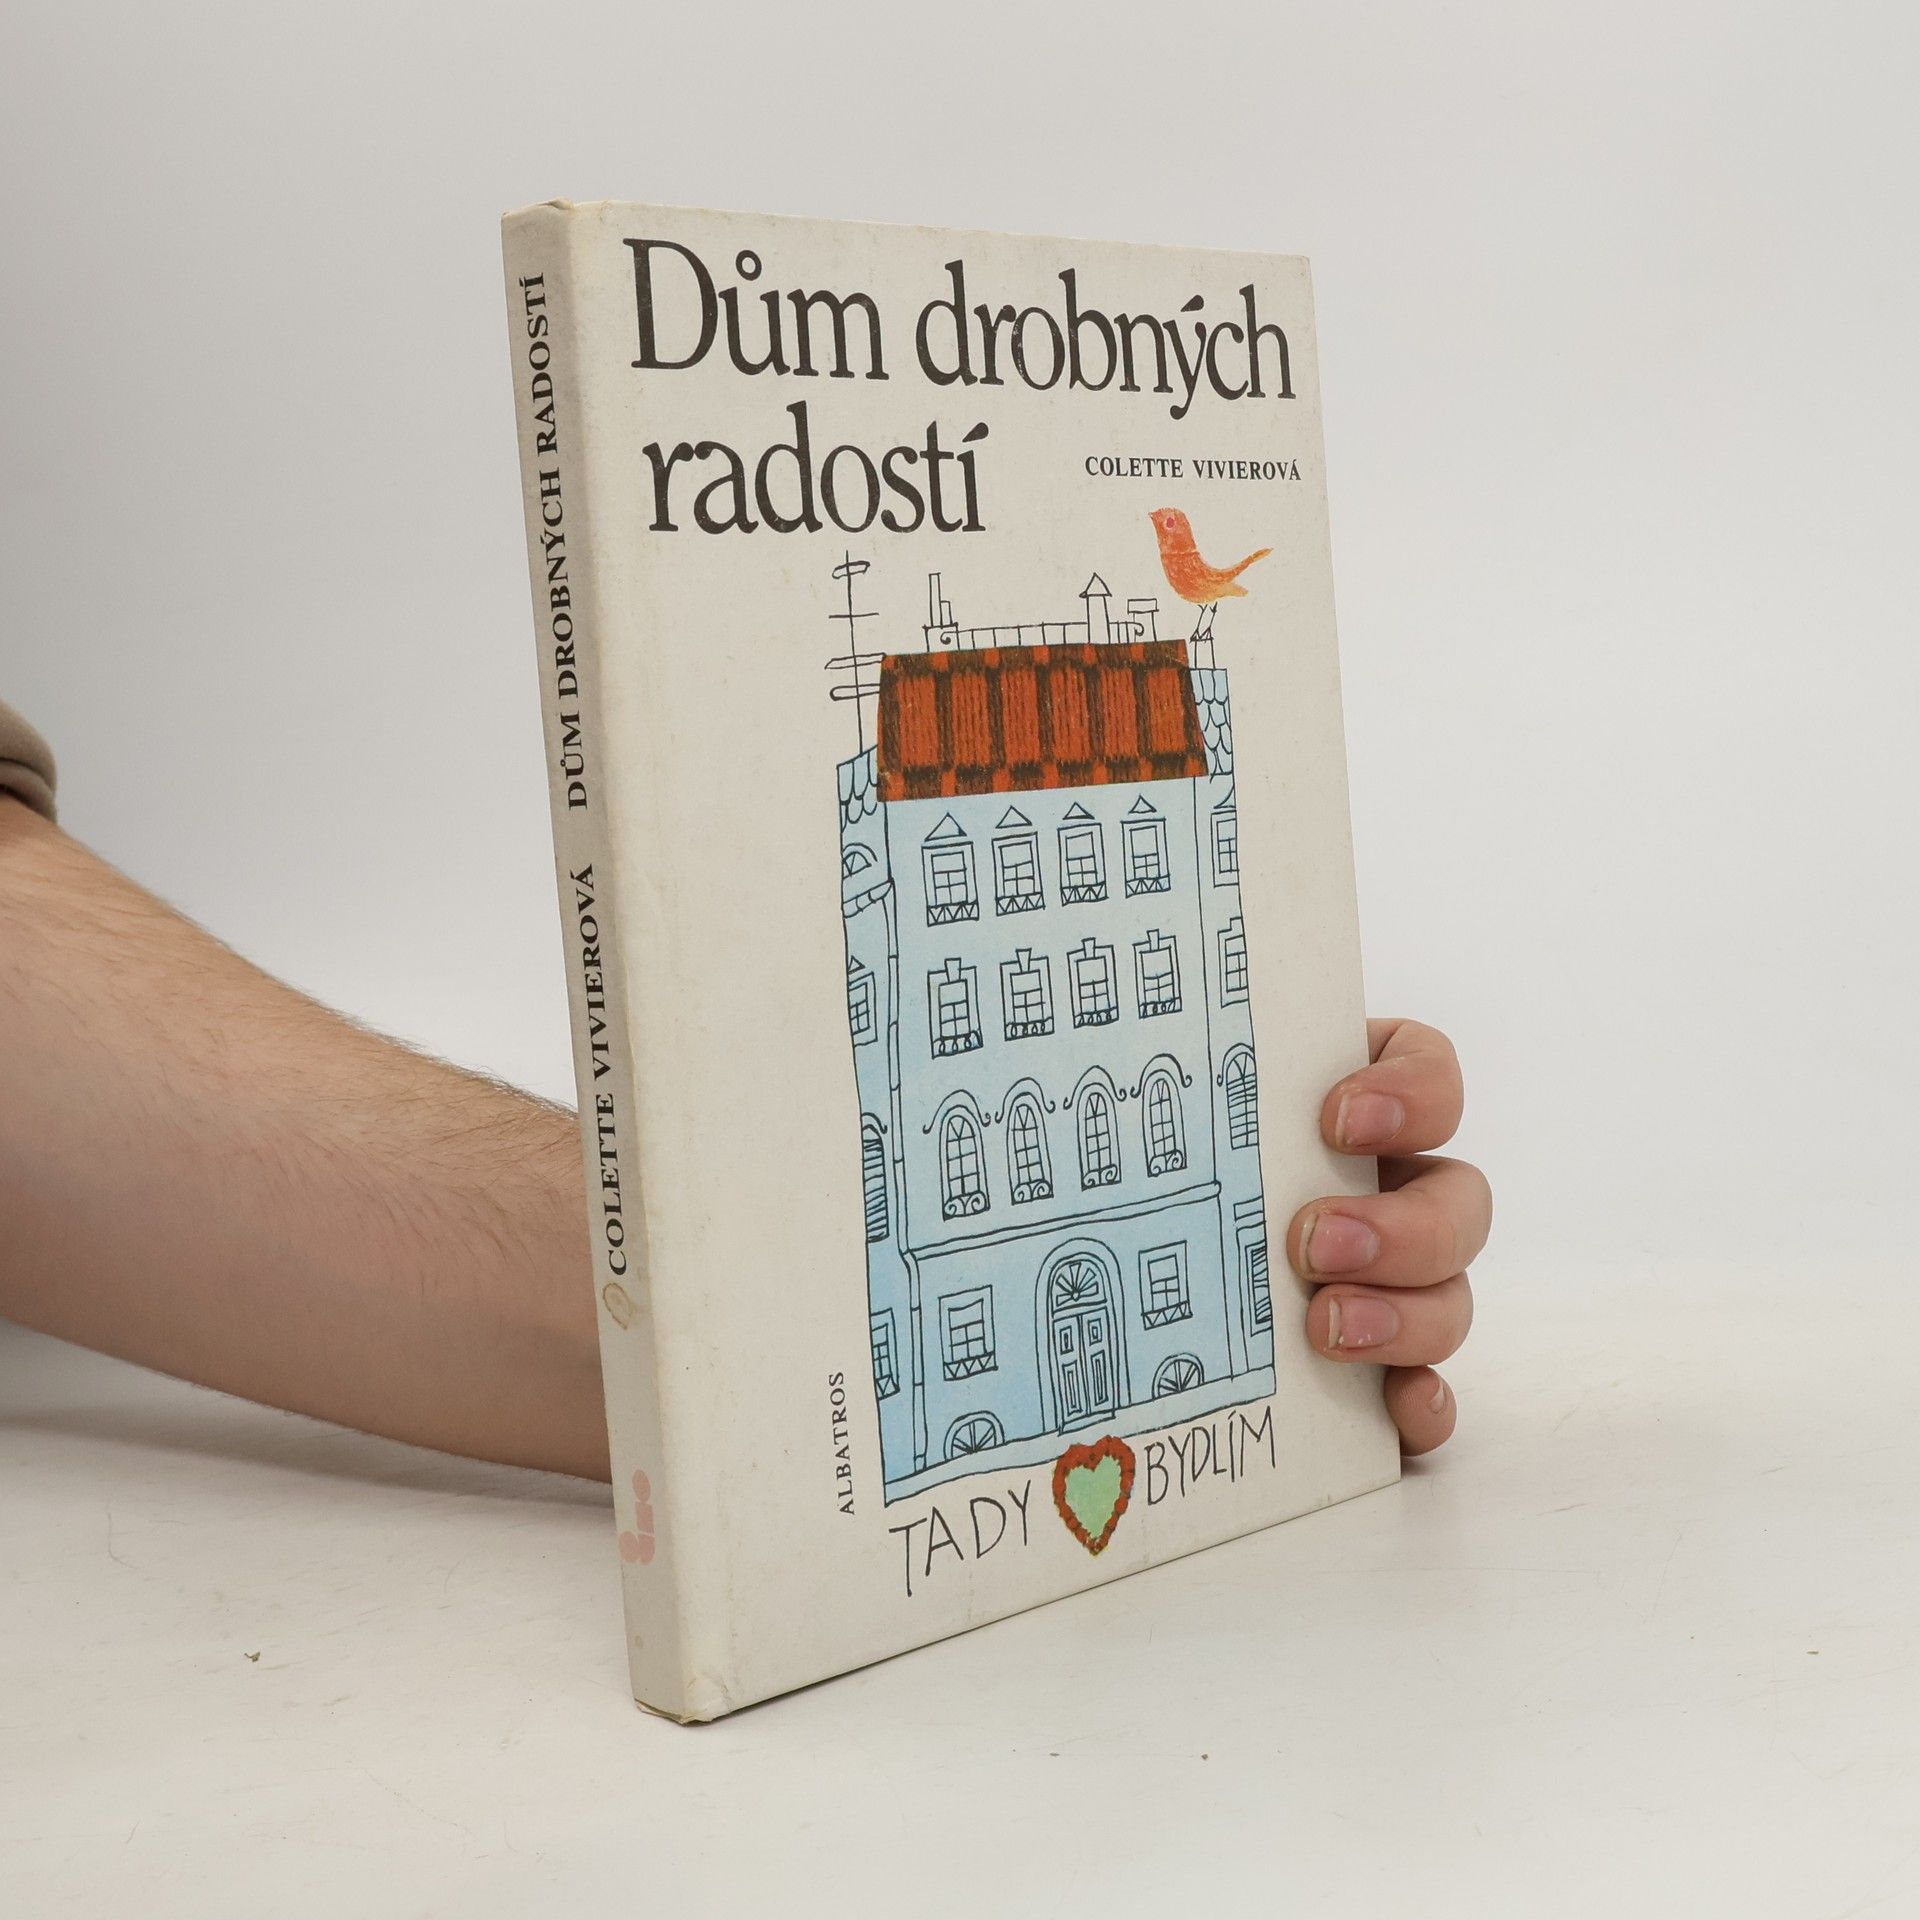 Dům drobných
radostí
COLETTE VIVIEROVÁ
ALBATROS
TADY BYDLÍM
COLETTE VIVIEROVÁ DŮM DROBNÝCH RADOSTÍ